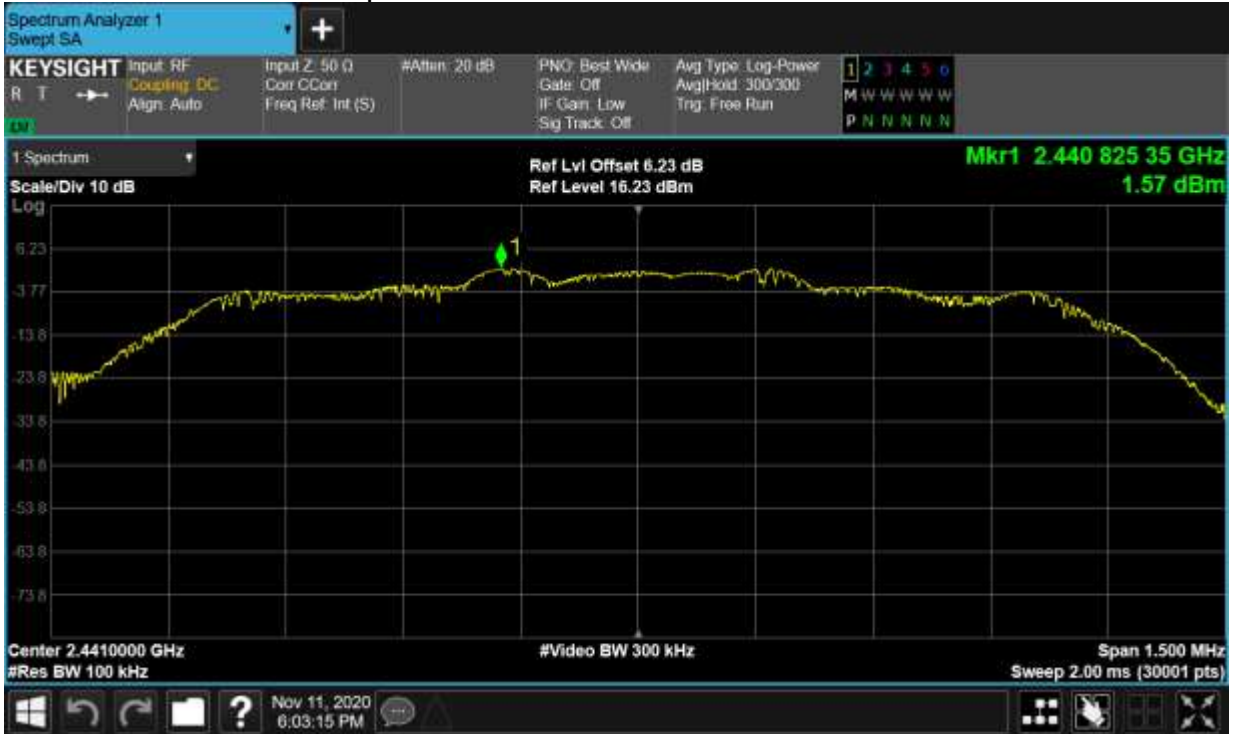 Spectrum Analyzer 1
Swept SA
+
KEYSIGHT
R T
Input: RF
Coupling: DC
Align: Auto
Input Z: 50 Ω
Corr CCorr
Freq Ref: Int (S)
#Atten: 20 dB
PNO: Best Wide
Gate: Off
IF Gain: Low
Sig Track: Off
Avg Type: Log-Power
Avg|Hold: 300/300
Trig: Free Run
1 2 3 4 5 6
M W W W W W
P N N N N N
1 Spectrum
Scale/Div 10 dB
Log
Ref Lvl Offset 6.23 dB
Ref Level 16.23 dBm
Mkr1 2.440 825 35 GHz
1.57 dBm
1
6.23
-3.77
-13.8
-23.8
-33.8
-43.8
-53.8
-63.8
-73.8
Center 2.4410000 GHz
#Res BW 100 kHz
#Video BW 300 kHz
Span 1.500 MHz
Sweep 2.00 ms (30001 pts)
?
Nov 11, 2020
6:03:15 PM